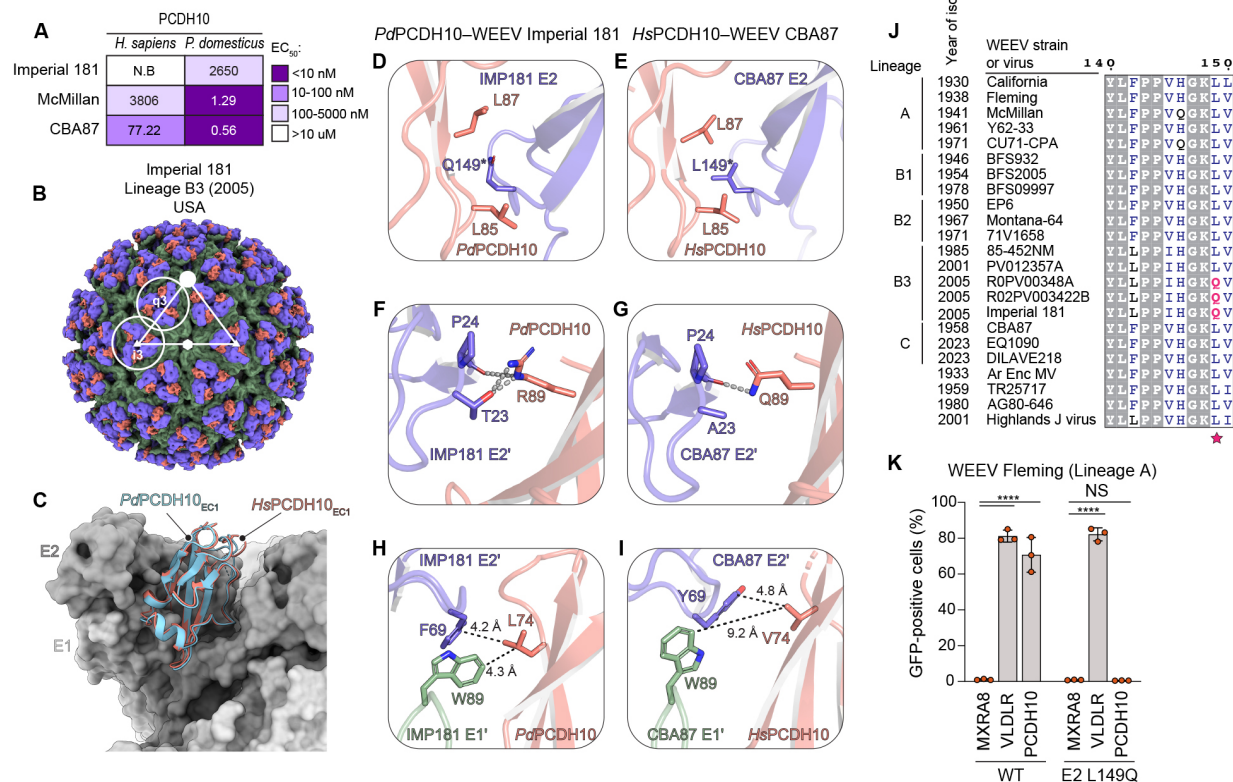 A
PCDH10
H. sapiens P. domesticus
Imperial 181 N.B 2650
McMillan 3806 1.29
CBA87 77.22 0.56
EC50:
<10 nM
10-100 nM
100-5000 nM
>10 uM
B
Imperial 181
Lineage B3 (2005)
USA
q3
i3
C
PdPCDH10EC1 HsPCDH10EC1
E2
E1
PdPCDH10–WEEV Imperial 181 HsPCDH10–WEEV CBA87
D
IMP181 E2
L87
Q149*
L85
PdPCDH10
E
CBA87 E2
L87
L149*
L85
HsPCDH10
F
P24
PdPCDH10
R89
T23
IMP181 E2'
G
P24
HsPCDH10
Q89
A23
CBA87 E2'
H
IMP181 E2'
F69
4.2 Å
L74
4.3 Å
W89
IMP181 E1'
PdPCDH10
I
CBA87 E2'
Y69
4.8 Å
9.2 Å
V74
W89
CBA87 E1'
HsPCDH10
J
Lineage
WEEV strain
or virus
140 150
A
1930 California YLFPPVHGKLL
1938 Fleming YLFPPVHGKLV
1941 McMillan YLFPPVQGKLV
1961 Y62-33 YLFPPVHGKLV
1971 CU71-CPA YLFPPVQGKLV
B1
1946 BFS932 YLFPPVHGKLV
1954 BFS2005 YLFPPVHGKLV
1978 BFS09997 YLFPPVHGKLV
B2
1950 EP6 YLFPPVHGKLV
1967 Montana-64 YLFPPVHGKLV
1971 71V1658 YLFPPVHGKLV
B3
1985 85-452NM YLLPPIHGKLV
2001 PV012357A YLLPPIHGKLV
2005 R0PV00348A YLLPPIHGKQV
2005 R02PV003422B YLLPPIHGKQV
2005 Imperial 181 YLLPPIHGKQV
C
1958 CBA87 YLFPPVHGKLV
2023 EQ1090 YLFPPVHGKLV
2023 DILAVE218 YLFPPVHGKLV
1933 Ar Enc MV YLFPPVHGKLV
1959 TR25717 YLFPPVHGKLI
1980 AG80-646 YLFPPVHGKLV
2001 Highlands J virus YLLPPVHGKLI
K
WEEV Fleming (Lineage A)
NS
**** ****
GFP-positive cells (%)
100
80
60
40
20
0
MXRA8
VLDLR
PCDH10
MXRA8
VLDLR
PCDH10
WT E2 L149Q